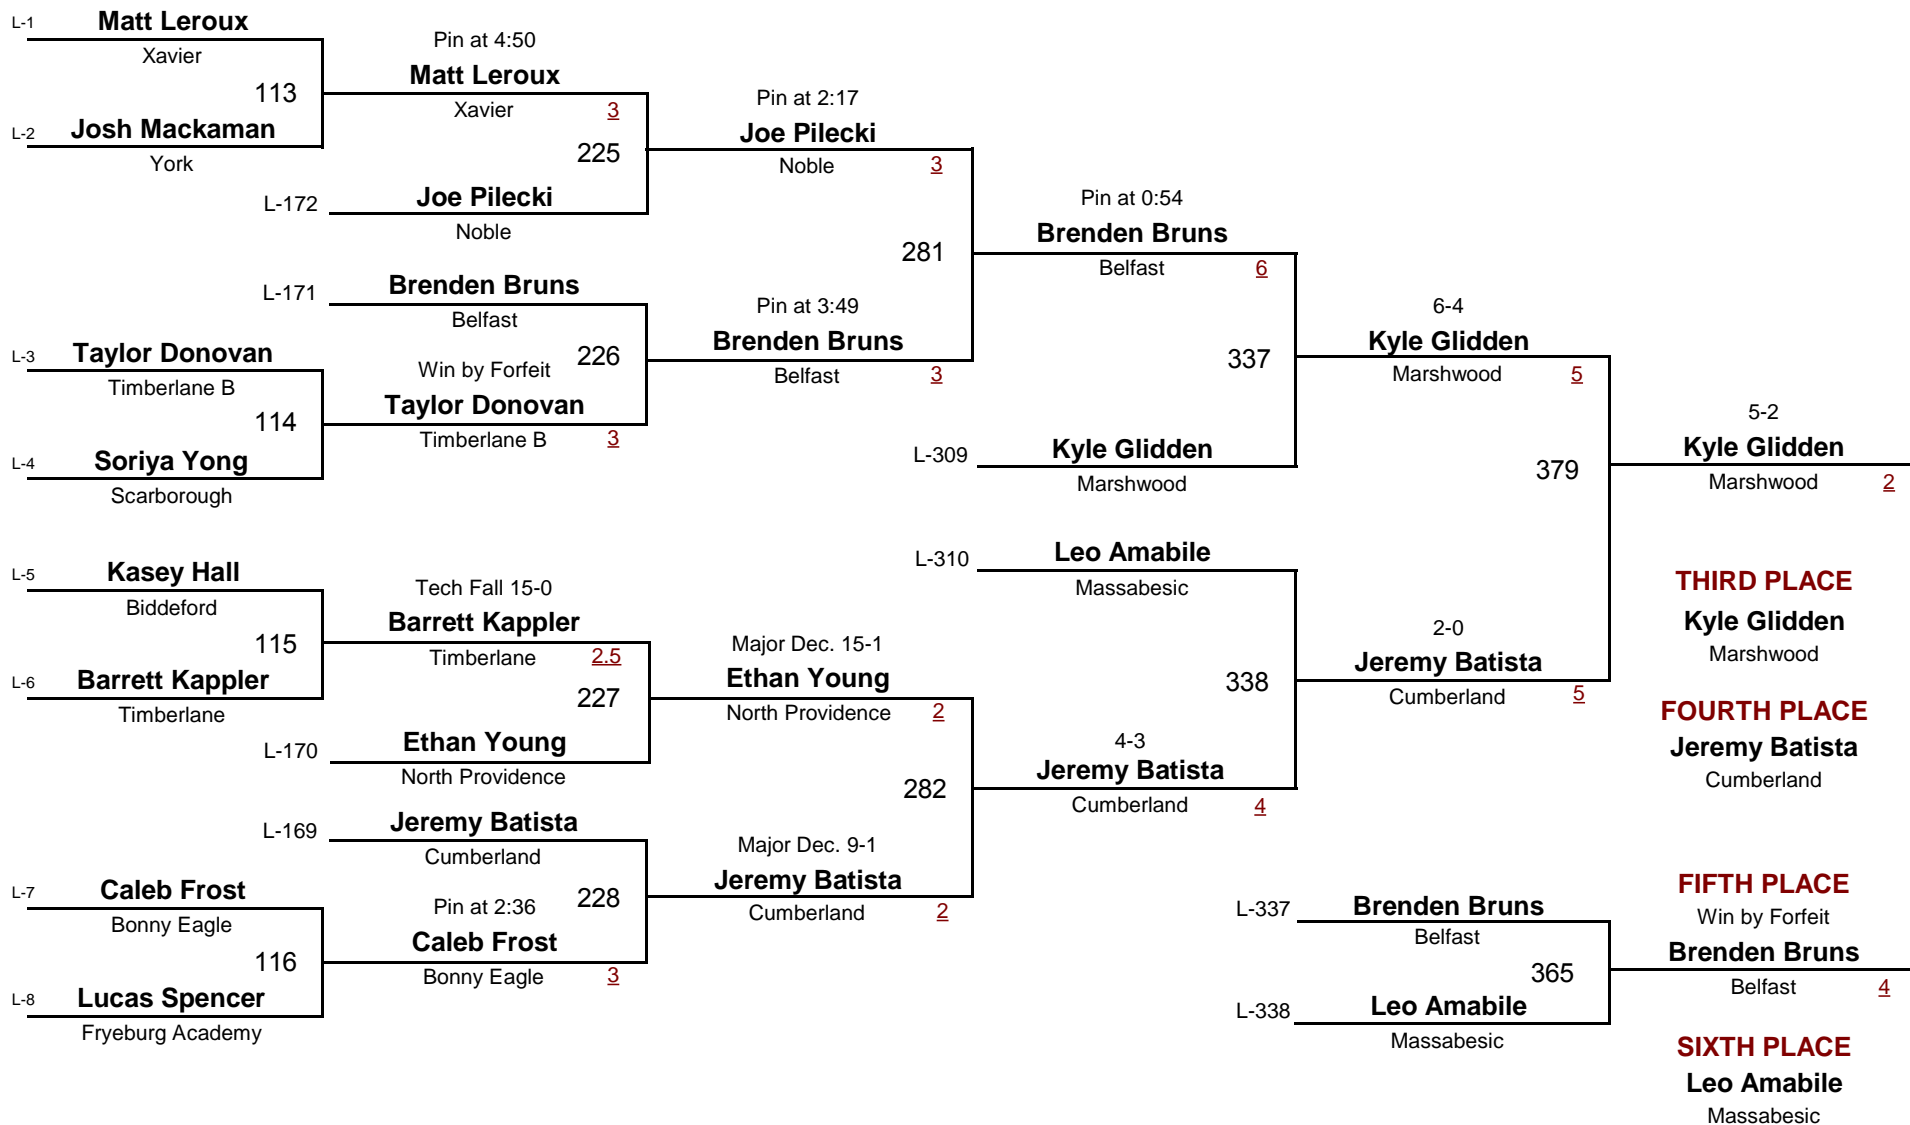 L-1
Matt Leroux
Xavier
113
L-2
Josh Mackaman
York
Pin at 4:50
Matt Leroux
Xavier
3
225
L-172
Joe Pilecki
Noble
Pin at 2:17
Joe Pilecki
Noble
3
281
L-171
Brenden Bruns
Belfast
226
L-3
Taylor Donovan
Timberlane B
114
L-4
Soriya Yong
Scarborough
Win by Forfeit
Taylor Donovan
Timberlane B
3
Pin at 3:49
Brenden Bruns
Belfast
3
Pin at 0:54
Brenden Bruns
Belfast
6
337
L-309
Kyle Glidden
Marshwood
6-4
Kyle Glidden
Marshwood
5
379
5-2
Kyle Glidden
Marshwood
2
L-5
Kasey Hall
Biddeford
115
L-6
Barrett Kappler
Timberlane
Tech Fall 15-0
Barrett Kappler
Timberlane
2.5
227
L-170
Ethan Young
North Providence
Major Dec. 15-1
Ethan Young
North Providence
2
282
L-169
Jeremy Batista
Cumberland
228
L-7
Caleb Frost
Bonny Eagle
116
L-8
Lucas Spencer
Fryeburg Academy
Pin at 2:36
Caleb Frost
Bonny Eagle
3
Major Dec. 9-1
Jeremy Batista
Cumberland
2
L-310
Leo Amabile
Massabesic
338
4-3
Jeremy Batista
Cumberland
4
2-0
Jeremy Batista
Cumberland
5
THIRD PLACE
Kyle Glidden
Marshwood
FOURTH PLACE
Jeremy Batista
Cumberland
L-337
Brenden Bruns
Belfast
365
L-338
Leo Amabile
Massabesic
FIFTH PLACE
Win by Forfeit
Brenden Bruns
Belfast
4
SIXTH PLACE
Leo Amabile
Massabesic